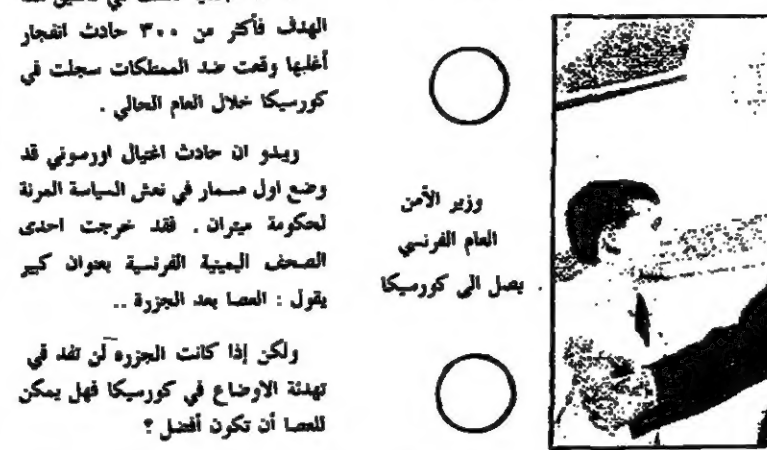 الهدف فأكثر من ٣٠٠ حادث انفجار
أغلبها وقعت ضد الممتلكات سجلت في
كورسيكا خلال العام الحالي .
ويبدو ان حادث اغتيال اورسوني قد
وضع اول مسمار في نعش السياسة المرنة
لحكومة ميتران . فقد خرجت احدى
الصحف اليمينية الفرنسية بعنوان كبير
يقول : العصا بعد الجزرة ..
ولكن إذا كانت الجزره لن تفد في
تهدئة الاوضاع في كورسيكا فهل يمكن
للعصا أن تكون أفضل ؟
وزير الأمن
العام الفرنسي
يصل الى كورسيكا